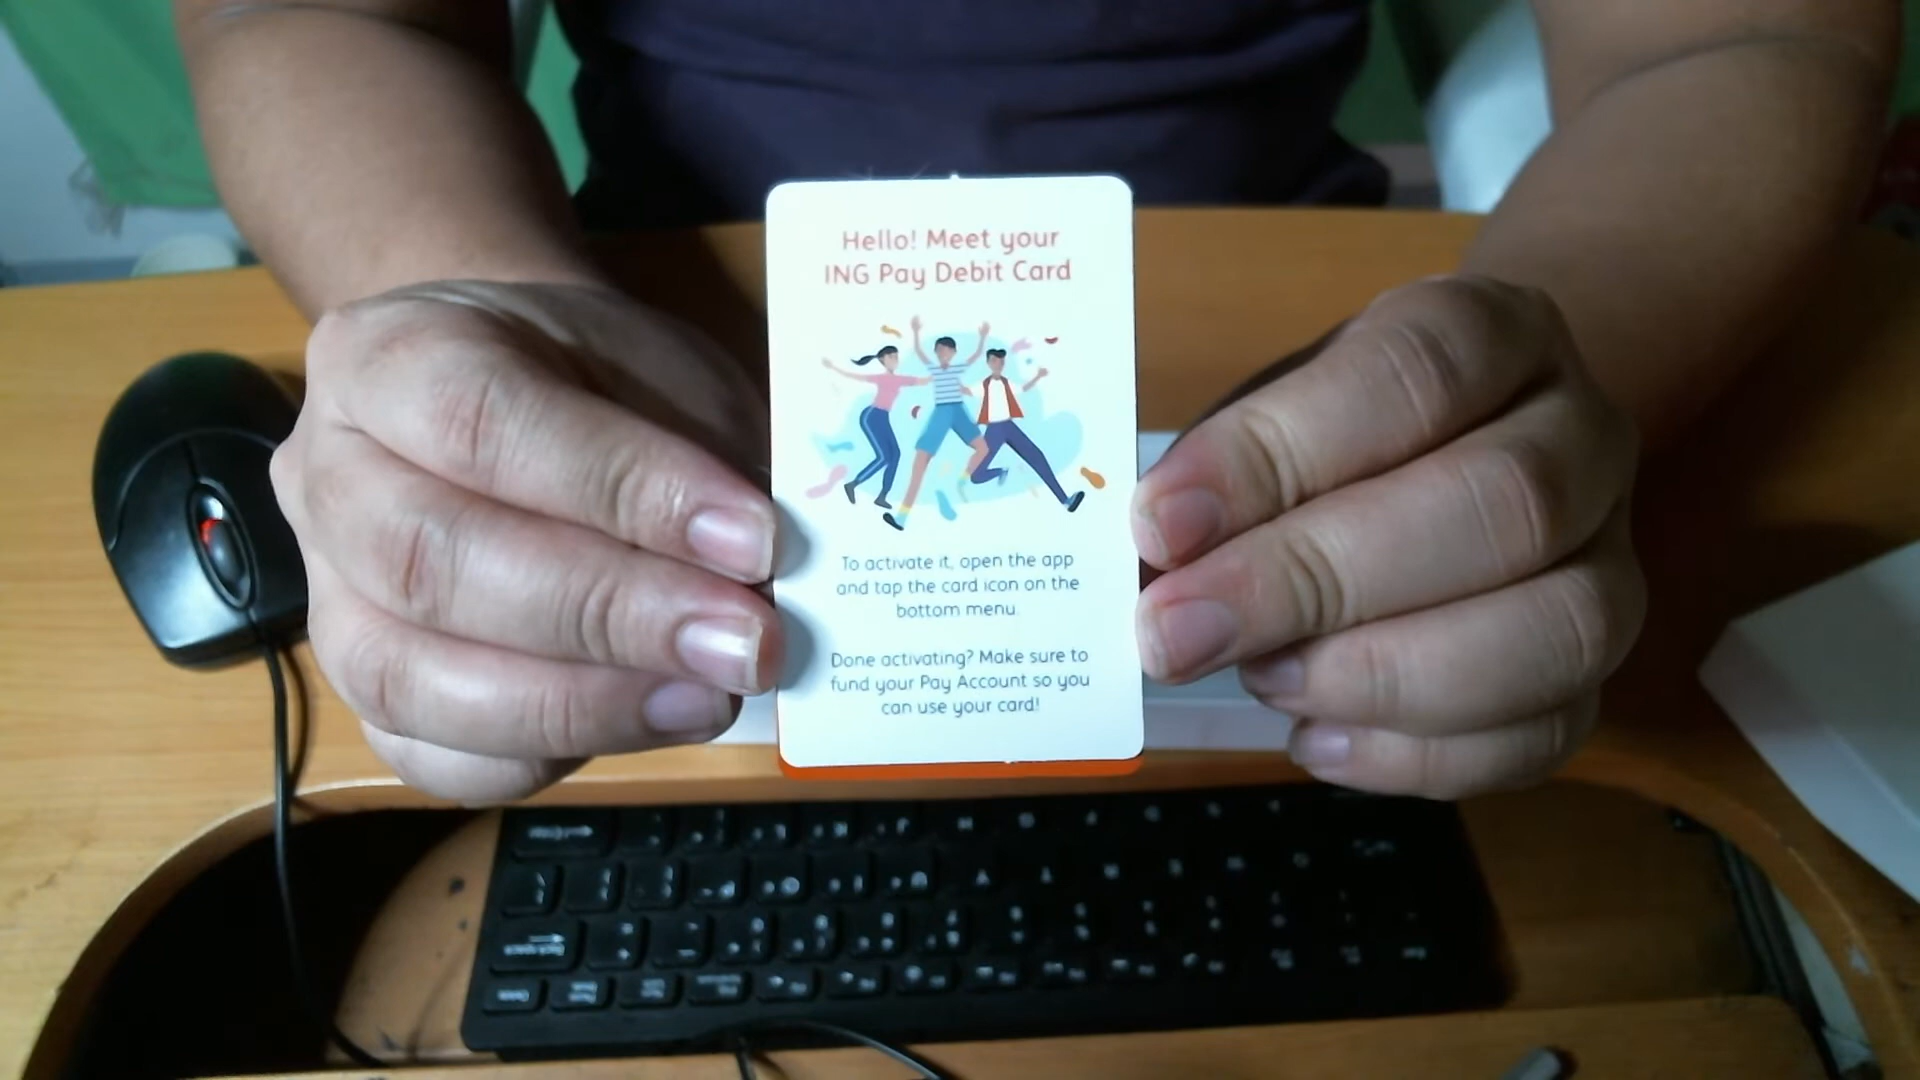 Hello! Meet your
ING Pay Debit Card
To activate it, open the app
and tap the card icon on the
bottom menu.
Done activating? Make sure to
fund your Pay Account so you
can use your card!